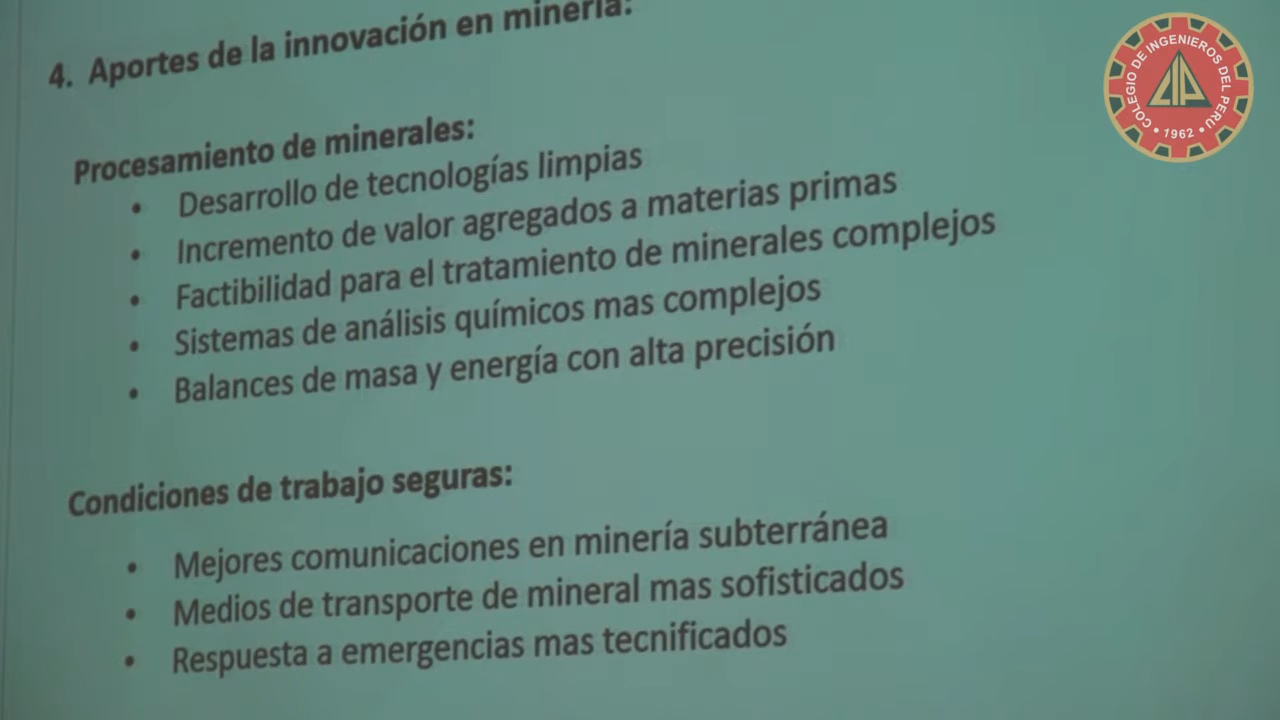 4. Aportes de la innovación en minería:
Procesamiento de minerales:
• Desarrollo de tecnologías limpias
• Incremento de valor agregados a materias primas
• Factibilidad para el tratamiento de minerales complejos
• Sistemas de análisis químicos mas complejos
• Balances de masa y energía con alta precisión
Condiciones de trabajo seguras:
• Mejores comunicaciones en minería subterránea
• Medios de transporte de mineral mas sofisticados
• Respuesta a emergencias mas tecnificados
COLEGIO DE INGENIEROS DEL PERU
CIP
• 1962 •